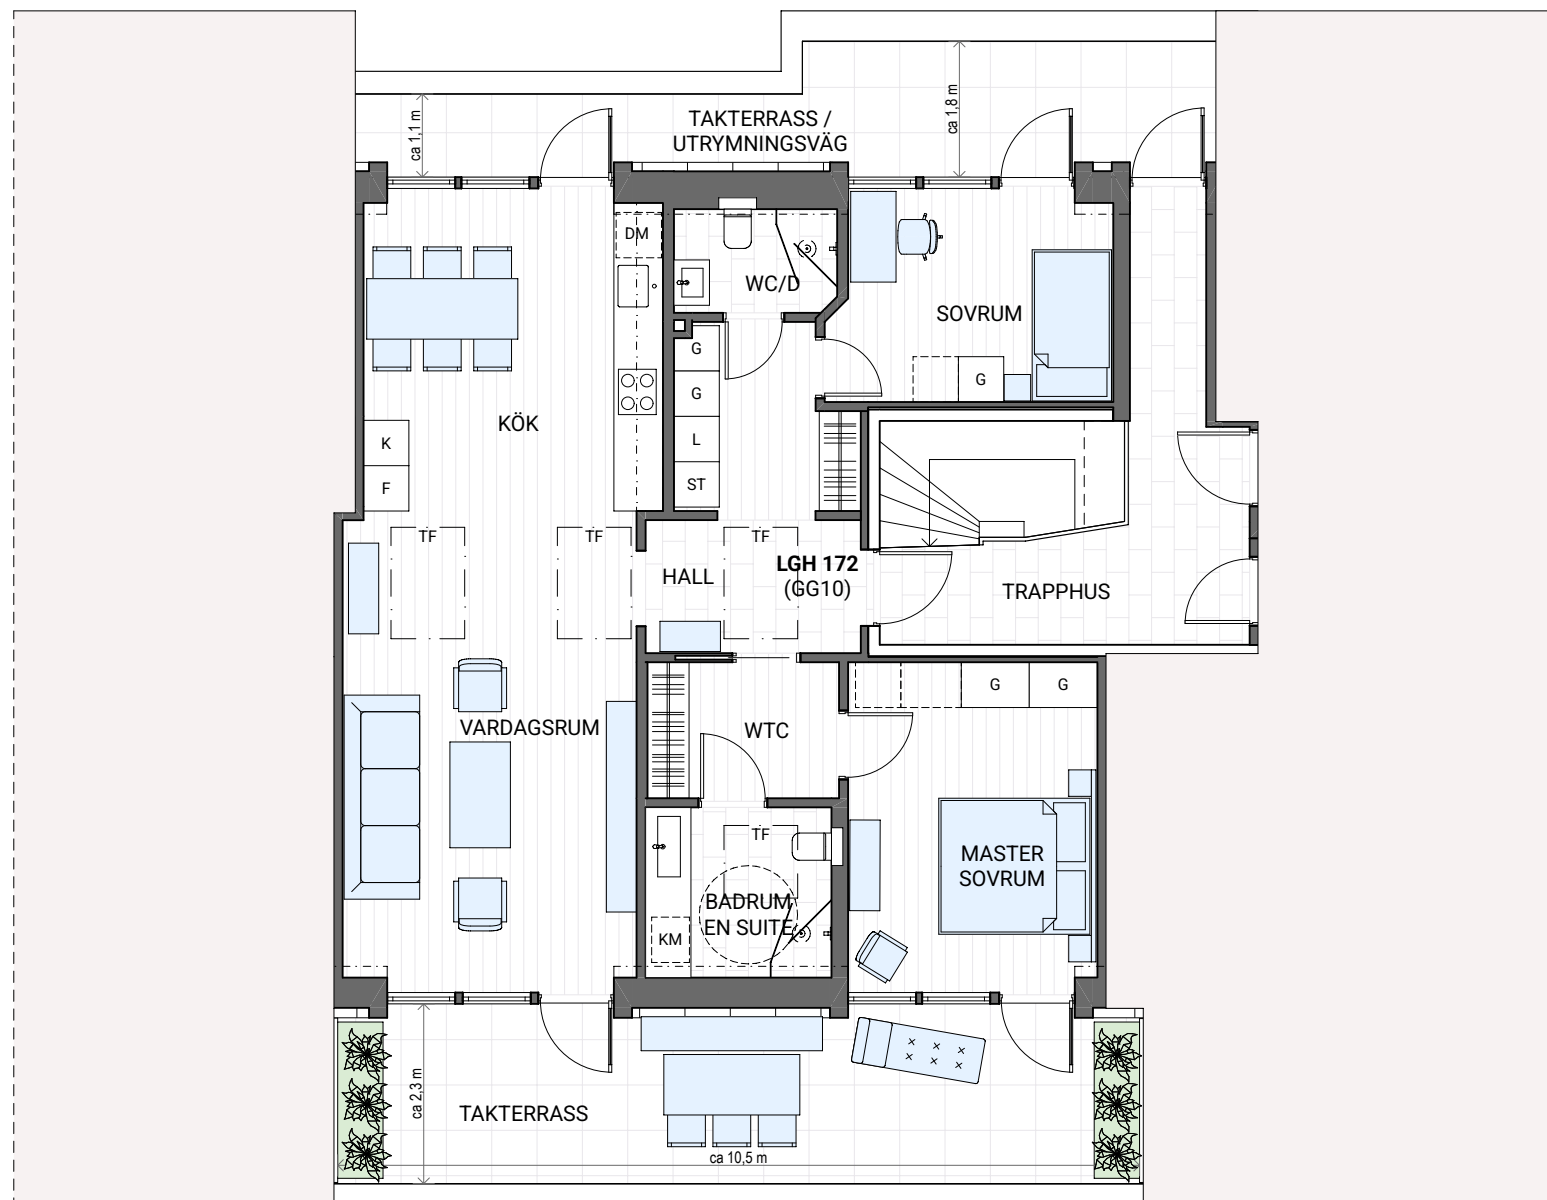 ca 1,1 m
TAKTERRASS /
UTRYMNINGSVÄG
ca 1,8 m
DM
WC/D
SOVRUM
G
G
G
L
ST
KÖK
K
F
TF
TF
TF
HALL
LGH 172
(GG10)
TRAPPHUS
VARDAGSRUM
WTC
G
G
TF
MASTER
SOVRUM
BADRUM
EN SUITE
KM
ca 2,3 m
TAKTERRASS
ca 10,5 m